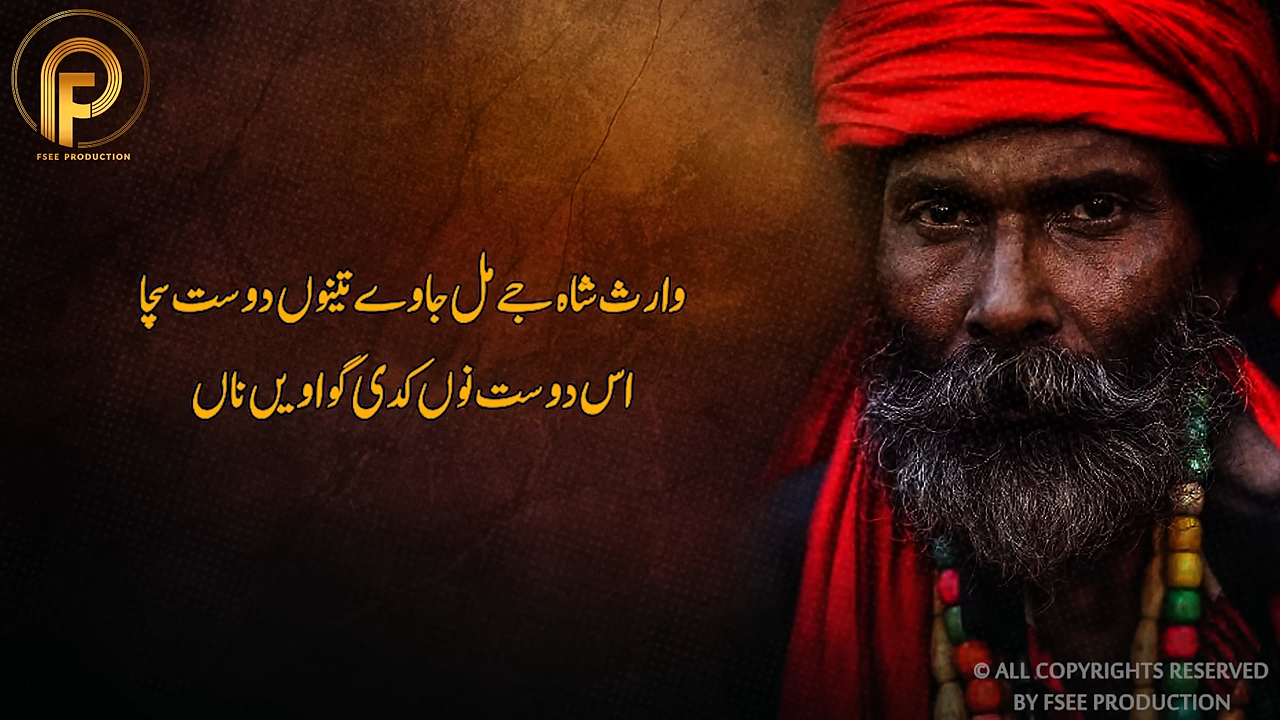 FSEE PRODUCTION
وارث شاہ جے مل جاوے تینوں دوست سچا
اس دوست نوں کدی گواویں ناں
© ALL COPYRIGHTS RESERVED
BY FSEE PRODUCTION